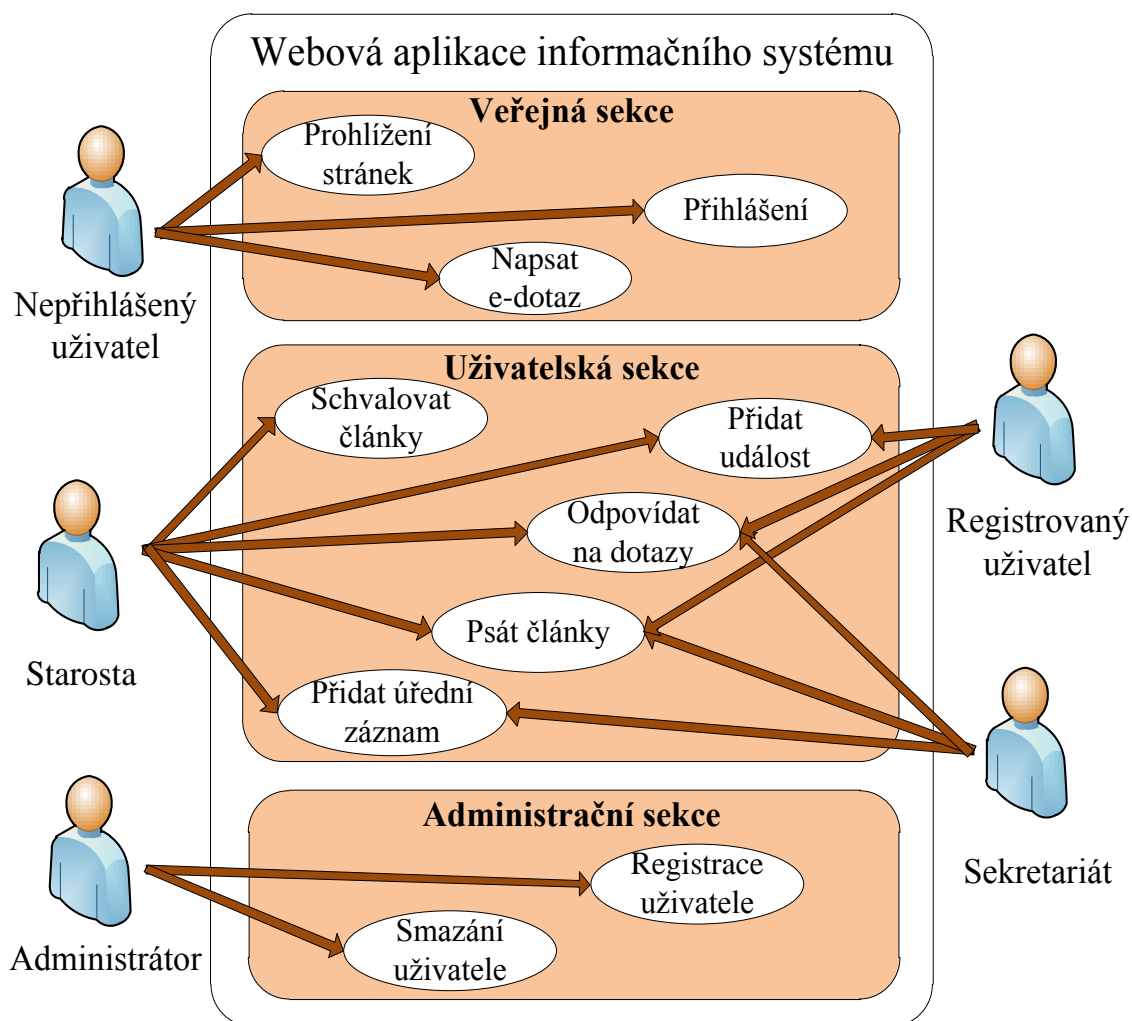 Webová aplikace informačního systému
Veřejná sekce
Prohlížení
stránek
Přihlášení
Napsat
e-dotaz
Nepřihlášený
uživatel
Uživatelská sekce
Schvalovat
články
Přidat
událost
Odpovídat
na dotazy
Psát články
Přidat úřední
záznam
Starosta
Registrovaný
uživatel
Sekretariát
Administrační sekce
Registrace
uživatele
Smazání
uživatele
Administrátor